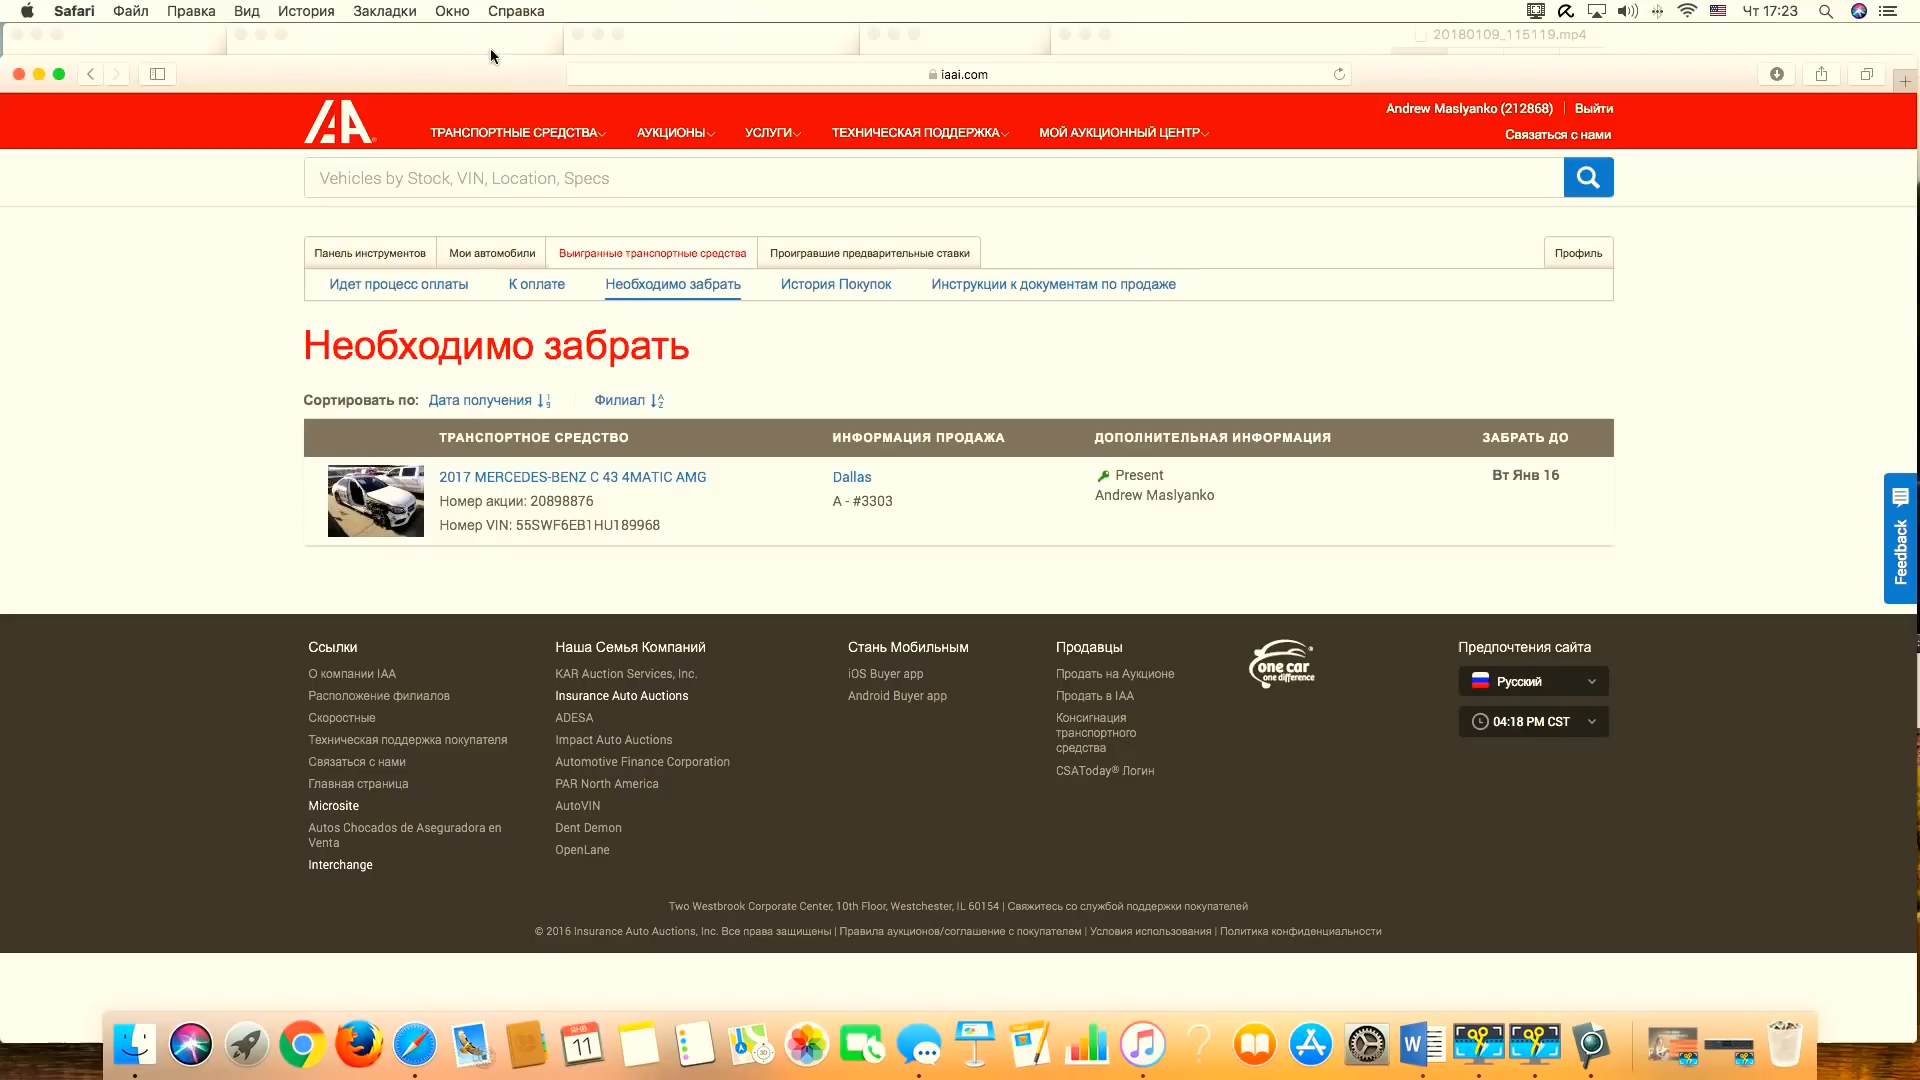 Safari Файл Правка Вид История Закладки Окно Справка Чт 17:23
20180109_115119.mp4
iaai.com
Andrew Maslyanko (212868) | Выйти
IAA ТРАНСПОРТНЫЕ СРЕДСТВА АУКЦИОНЫ УСЛУГИ ТЕХНИЧЕСКАЯ ПОДДЕРЖКА МОЙ АУКЦИОННЫЙ ЦЕНТР
Связаться с нами
Vehicles by Stock, VIN, Location, Specs
Панель инструментов Мои автомобили Выигранные транспортные средства Проигравшие предварительные ставки Профиль
Идет процесс оплаты К оплате Необходимо забрать История Покупок Инструкции к документам по продаже
Необходимо забрать
Сортировать по: Дата получения Филиал
ТРАНСПОРТНОЕ СРЕДСТВО ИНФОРМАЦИЯ ПРОДАЖА ДОПОЛНИТЕЛЬНАЯ ИНФОРМАЦИЯ ЗАБРАТЬ ДО
2017 MERCEDES-BENZ C 43 4MATIC AMG Dallas Present Вт Янв 16
Номер акции: 20898876 A - #3303 Andrew Maslyanko
Номер VIN: 55SWF6EB1HU189968
Feedback
Ссылки
О компании IAA
Расположение филиалов
Скоростные
Техническая поддержка покупателя
Связаться с нами
Главная страница
Microsite
Autos Chocados de Aseguradora en
Venta
Interchange
Наша Семья Компаний
KAR Auction Services, Inc.
Insurance Auto Auctions
ADESA
Impact Auto Auctions
Automotive Finance Corporation
PAR North America
AutoVIN
Dent Demon
OpenLane
Стань Мобильным
iOS Buyer app
Android Buyer app
Продавцы
Продать на Аукционе
Продать в IAA
Консигнация
транспортного
средства
CSAToday® Логин
one car
one difference
Предпочтения сайта
Русский
04:18 PM CST
Two Westbrook Corporate Center, 10th Floor, Westchester, IL 60154 | Свяжитесь со службой поддержки покупателей
© 2016 Insurance Auto Auctions, Inc. Все права защищены | Правила аукционов/соглашение с покупателем | Условия использования | Политика конфиденциальности
ЯНВ
11
W